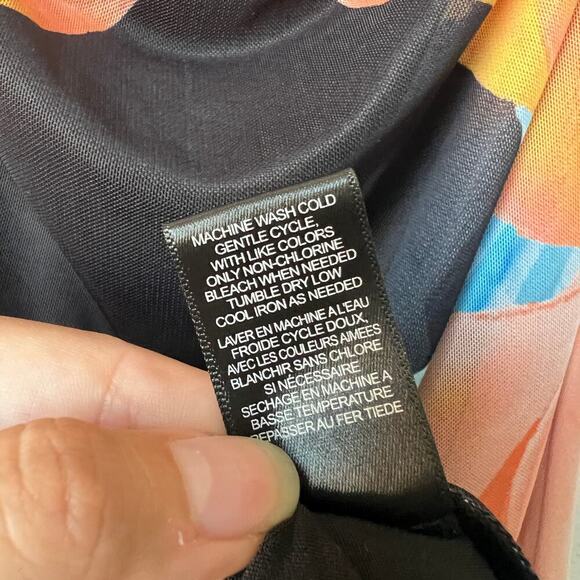 MACHINE WASH COLD
GENTLE CYCLE,
WITH LIKE COLORS
ONLY NON-CHLORINE
BLEACH WHEN NEEDED
TUMBLE DRY LOW
COOL IRON AS NEEDED
LAVER EN MACHINE A L'EAU
FROIDE CYCLE DOUX,
AVEC LES COULEURS AIMEES
BLANCHIR SANS CHLORE
SI NÉCESSAIRE
SECHAGE EN MACHINE A
BASSE TEMPERATURE
REPASSER AU FER TIEDE